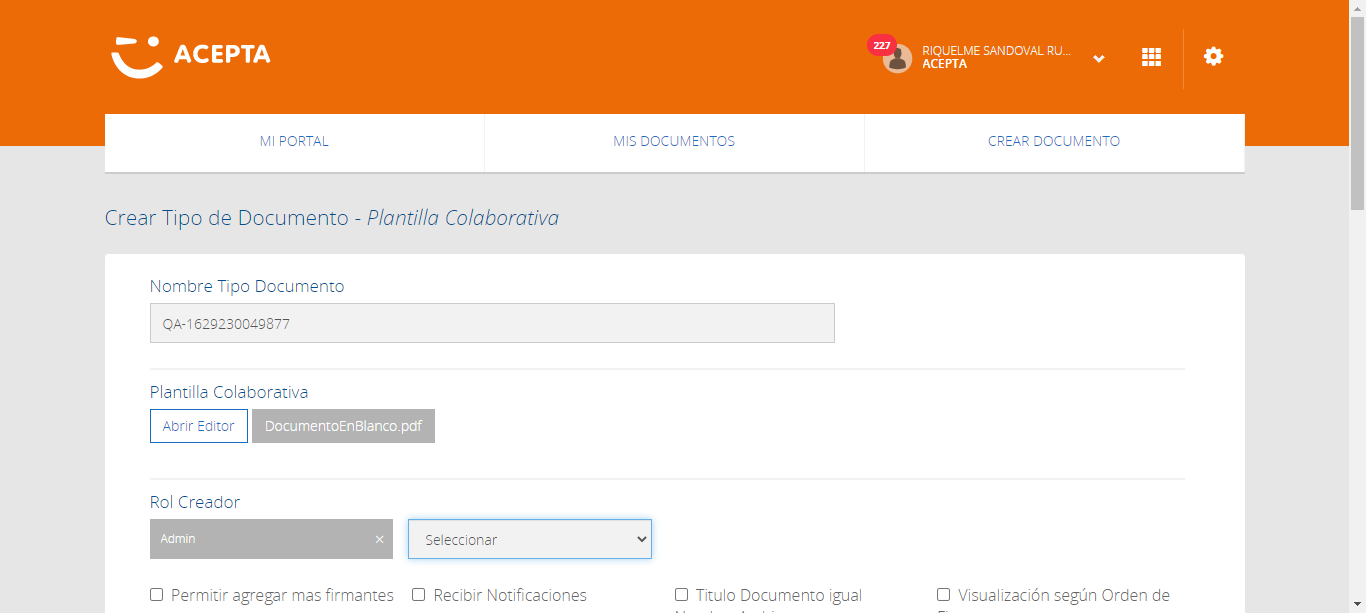 ACEPTA
227
RIQUELME SANDOVAL RU...
ACEPTA
MI PORTAL
MIS DOCUMENTOS
CREAR DOCUMENTO
Crear Tipo de Documento - Plantilla Colaborativa
Nombre Tipo Documento
QA-1629230049877
Plantilla Colaborativa
Abrir Editor
DocumentoEnBlanco.pdf
Rol Creador
Admin ×
Seleccionar
Permitir agregar mas firmantes
Recibir Notificaciones
Titulo Documento igual
Visualización según Orden de